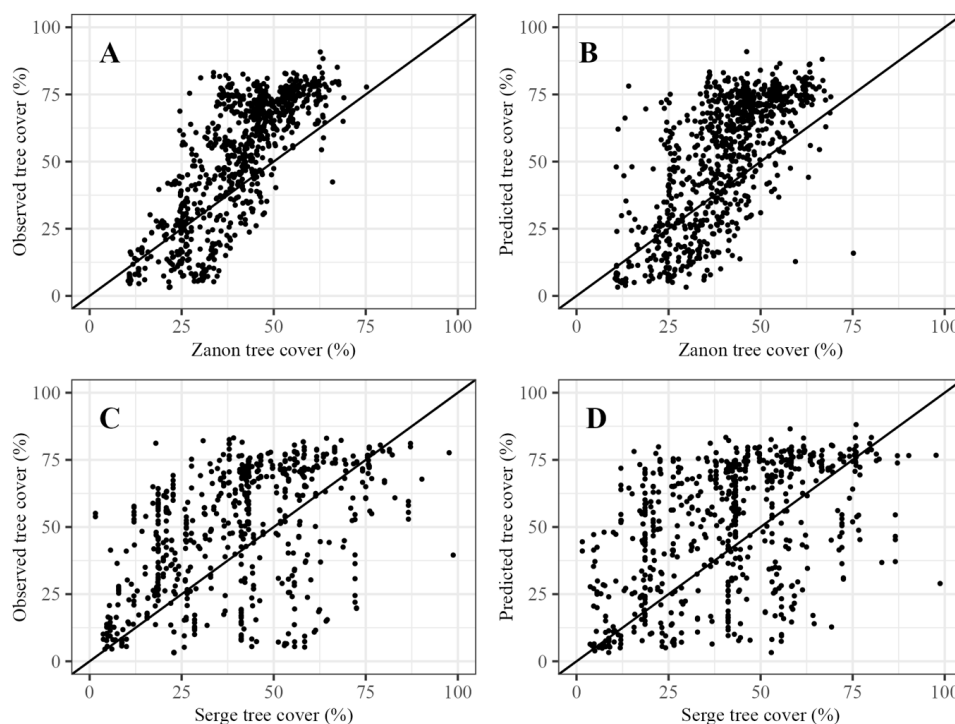 A
B
Observed tree cover (%)
100
75
50
25
0
0 25 50 75 100
Zanon tree cover (%)
Predicted tree cover (%)
100
75
50
25
0
0 25 50 75 100
Zanon tree cover (%)
C
D
Observed tree cover (%)
100
75
50
25
0
0 25 50 75 100
Serge tree cover (%)
Predicted tree cover (%)
100
75
50
25
0
0 25 50 75 100
Serge tree cover (%)